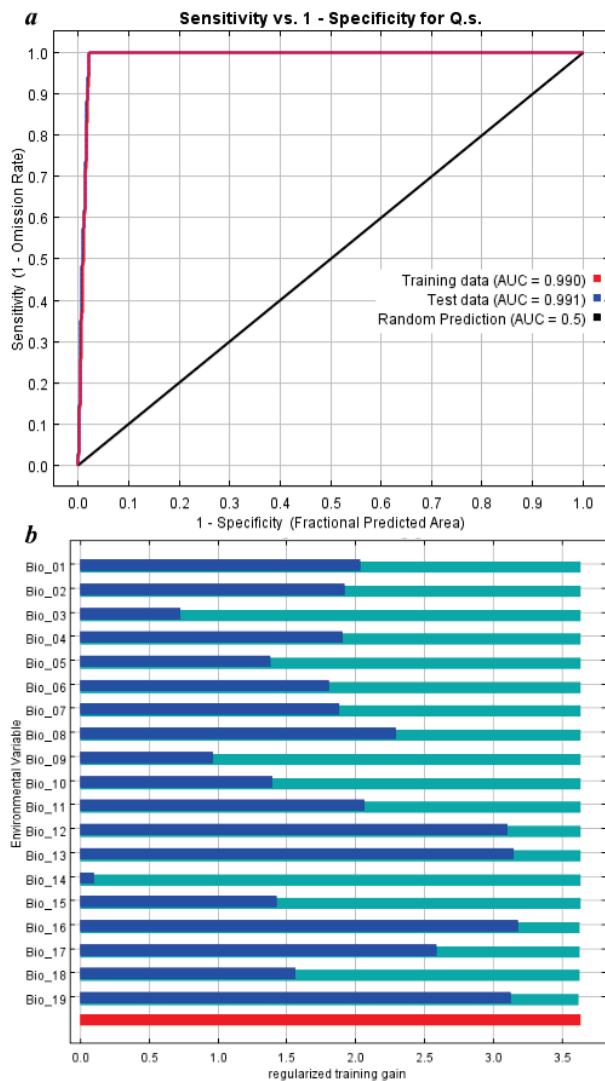 a
Sensitivity vs. 1 - Specificity for Q.s.
Sensitivity (1 - Omission Rate)
1.0
0.9
0.8
0.7
0.6
0.5
0.4
0.3
0.2
0.1
0.0
Training data (AUC = 0.990)
Test data (AUC = 0.991)
Random Prediction (AUC = 0.5)
0.0 0.1 0.2 0.3 0.4 0.5 0.6 0.7 0.8 0.9 1.0
1 - Specificity (Fractional Predicted Area)
b
Environmental Variable
Bio_01
Bio_02
Bio_03
Bio_04
Bio_05
Bio_06
Bio_07
Bio_08
Bio_09
Bio_10
Bio_11
Bio_12
Bio_13
Bio_14
Bio_15
Bio_16
Bio_17
Bio_18
Bio_19
0.0 0.5 1.0 1.5 2.0 2.5 3.0 3.5
regularized training gain